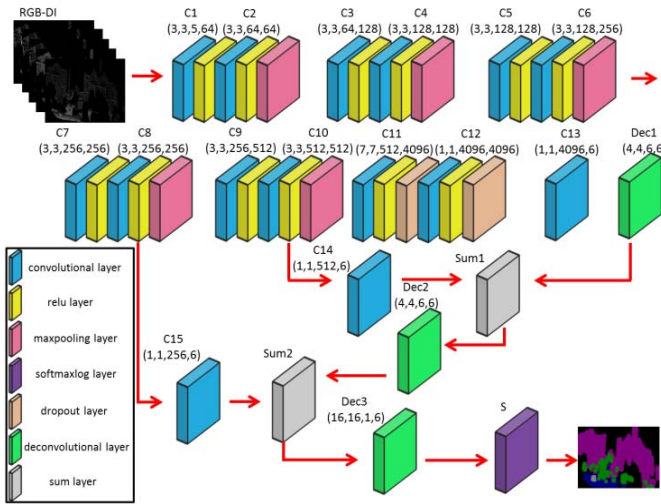 RGB-DI
C1
(3,3,5,64)
C2
(3,3,64,64)
C3
(3,3,64,128)
C4
(3,3,128,128)
C5
(3,3,128,128)
C6
(3,3,128,256)
C7
(3,3,256,256)
C8
(3,3,256,256)
C9
(3,3,256,512)
C10
(3,3,512,512)
C11
(7,7,512,4096)
C12
(1,1,4096,4096)
C13
(1,1,4096,6)
Dec1
(4,4,6,6)
C14
(1,1,512,6)
Sum1
Dec2
(4,4,6,6)
C15
(1,1,256,6)
Sum2
Dec3
(16,16,1,6)
S
convolutional layer
relu layer
maxpooling layer
softmaxlog layer
dropout layer
deconvolutional layer
sum layer